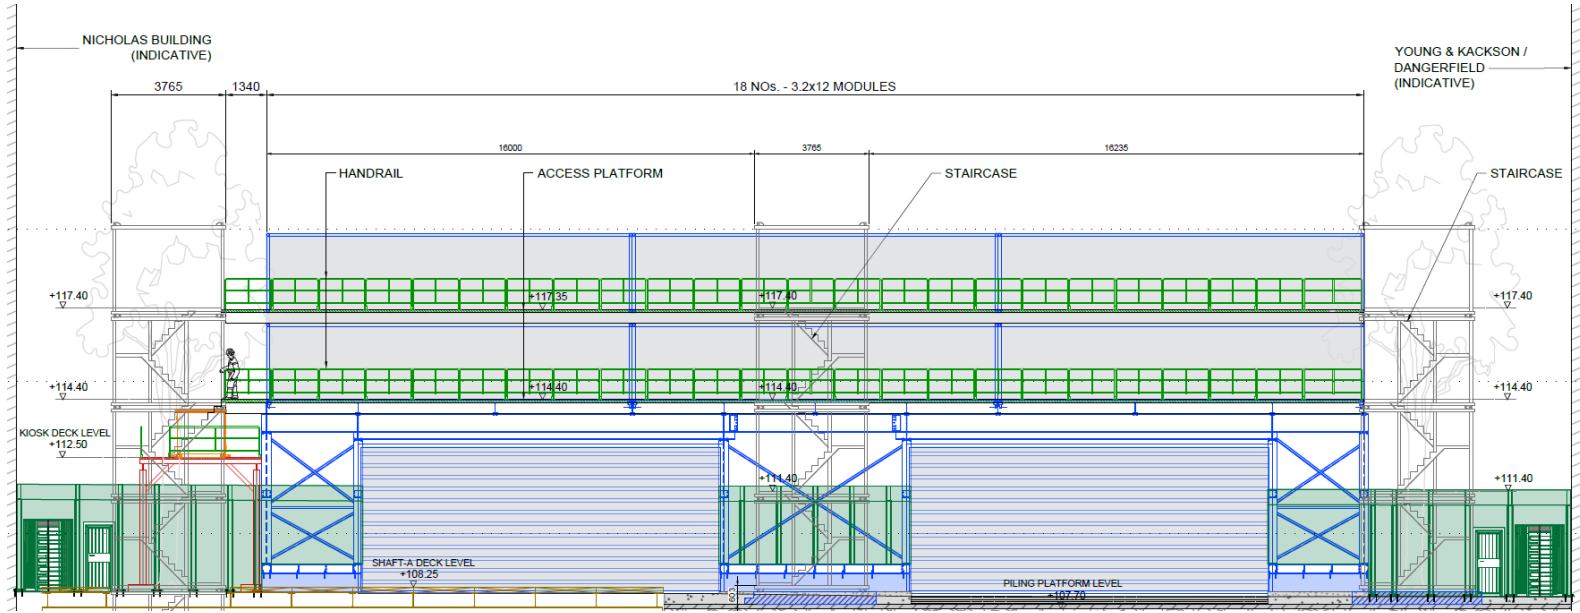 NICHOLAS BUILDING
(INDICATIVE)
YOUNG & KACKSON /
DANGERFIELD
(INDICATIVE)
3765
1340
18 NOs. - 3.2x12 MODULES
16000
3765
16235
HANDRAIL
ACCESS PLATFORM
STAIRCASE
STAIRCASE
+117.40
+117.35
+117.40
+117.40
+114.40
+114.40
+114.40
+114.40
KIOSK DECK LEVEL
+112.50
+111.40
+111.40
SHAFT-A DECK LEVEL
+108.25
603
PILING PLATFORM LEVEL
+107.70